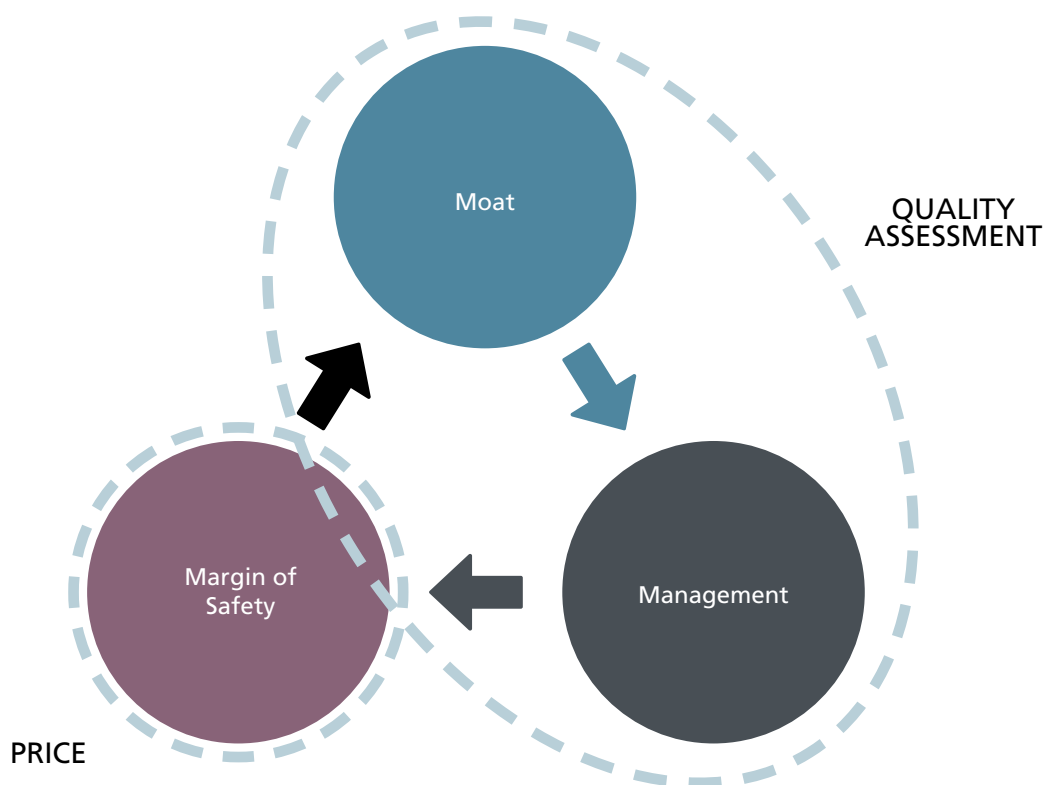 Moat
QUALITY
ASSESSMENT
Margin of
Safety
Management
PRICE